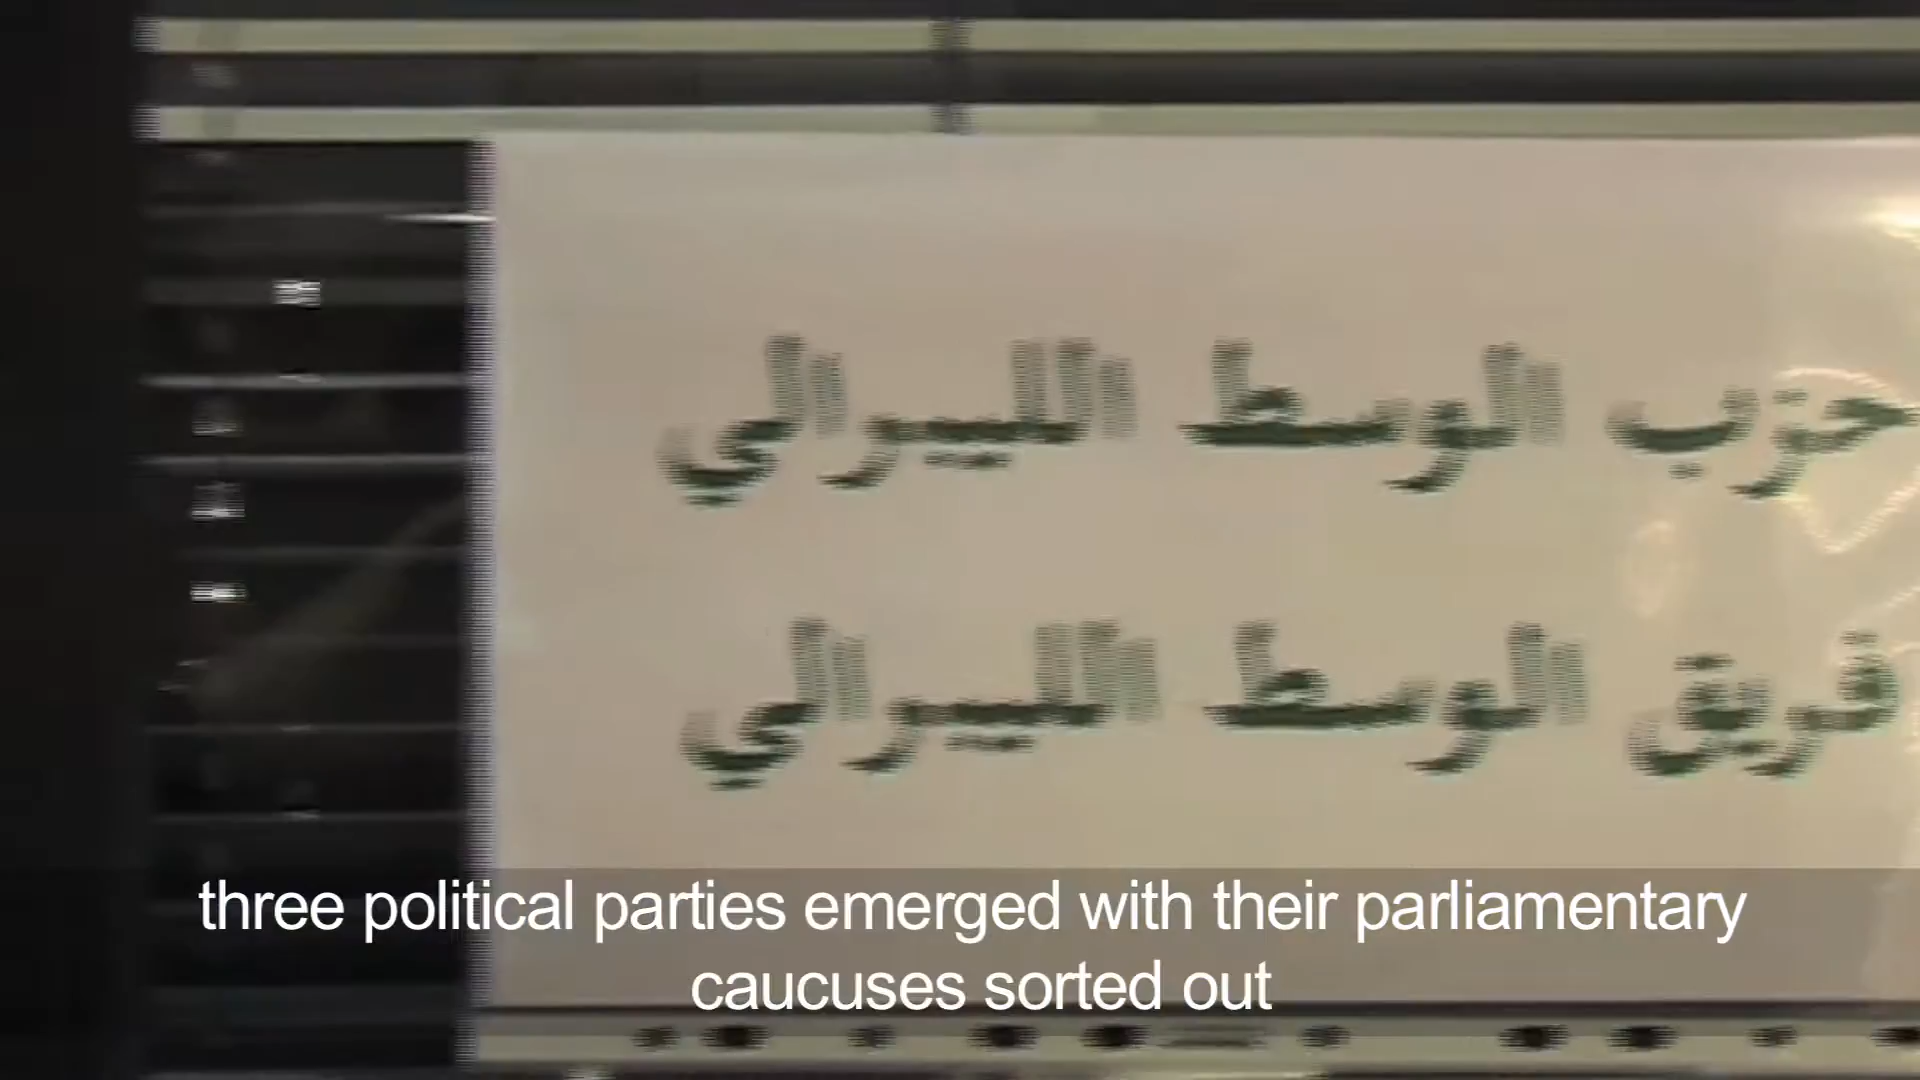 حزب الوسط الليبرالي
فريق الوسط الليبرالي
three political parties emerged with their parliamentary
caucuses sorted out